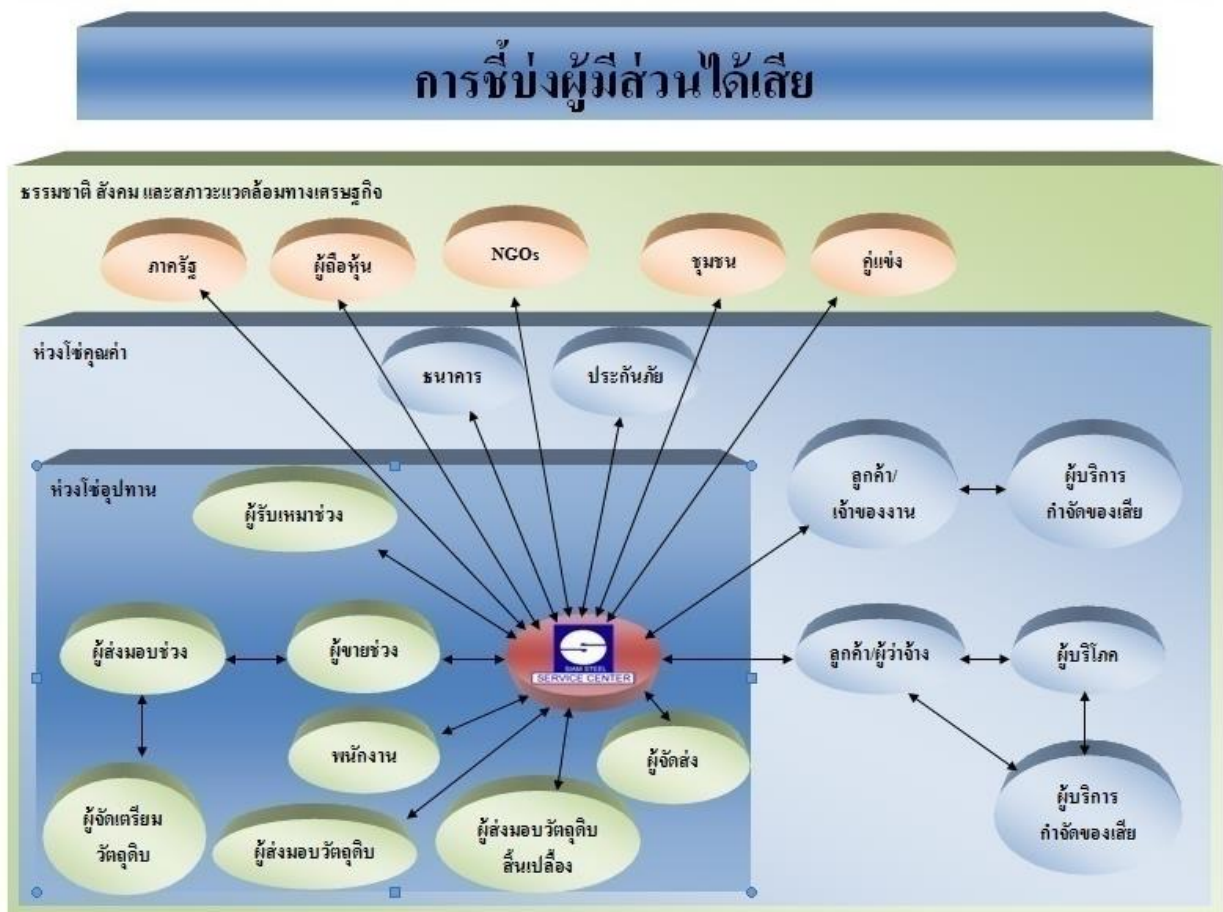 การชี้บ่งผู้มีส่วนได้เสีย
ธรรมชาติ สังคม และสภาวะแวดล้อมทางเศรษฐกิจ
ภาครัฐ
ผู้ถือหุ้น
NGOs
ชุมชน
คู่แข่ง
ห่วงโซ่คุณค่า
ธนาคาร
ประกันภัย
ลูกค้า/
เจ้าของงาน
ผู้บริการ
กำจัดของเสีย
ห่วงโซ่อุปทาน
ผู้รับเหมาช่วง
ผู้ส่งมอบช่วง
ผู้ขายช่วง
SIAM STEEL
SERVICE CENTER
ลูกค้า/ผู้ว่าจ้าง
ผู้บริโภค
พนักงาน
ผู้จัดส่ง
ผู้จัดเตรียม
วัตถุดิบ
ผู้ส่งมอบวัตถุดิบ
ผู้ส่งมอบวัตถุดิบ
สิ้นเปลือง
ผู้บริการ
กำจัดของเสีย